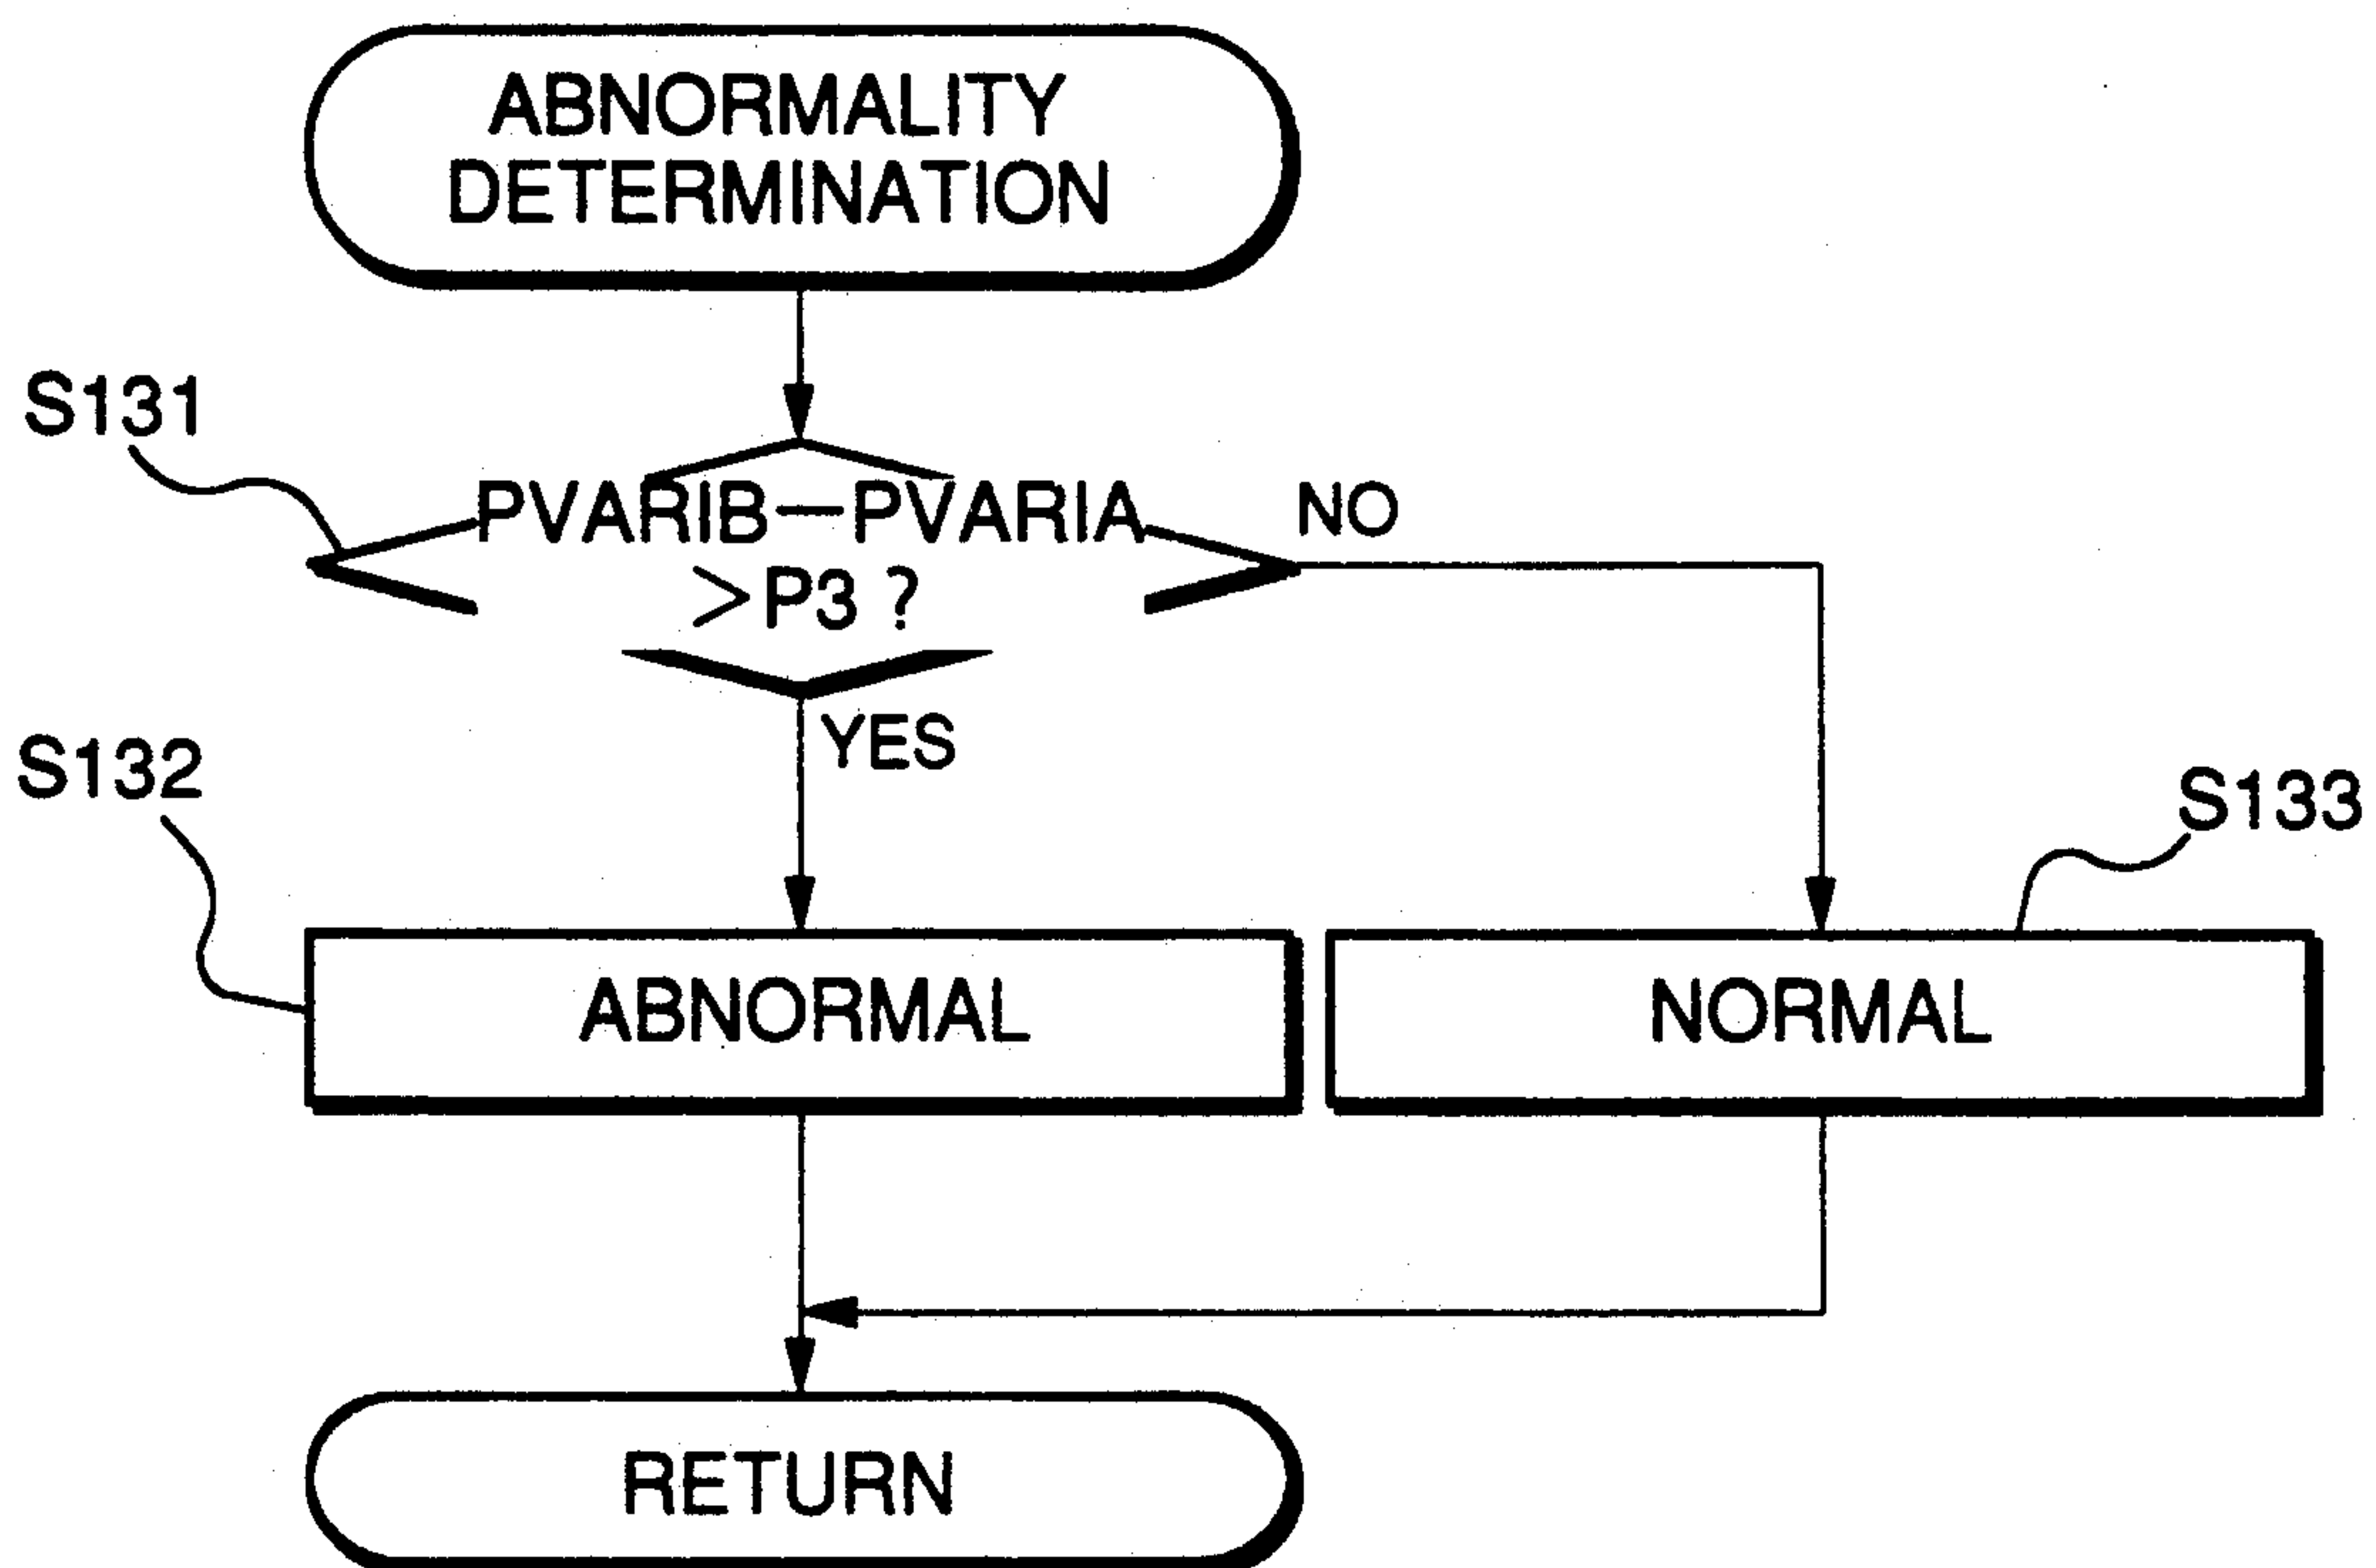 ABNORMALITY
DETERMINATION
S131
PVARIB—PVARIA
>P3 ?
NO
YES
S132
S133
ABNORMAL
NORMAL
RETURN